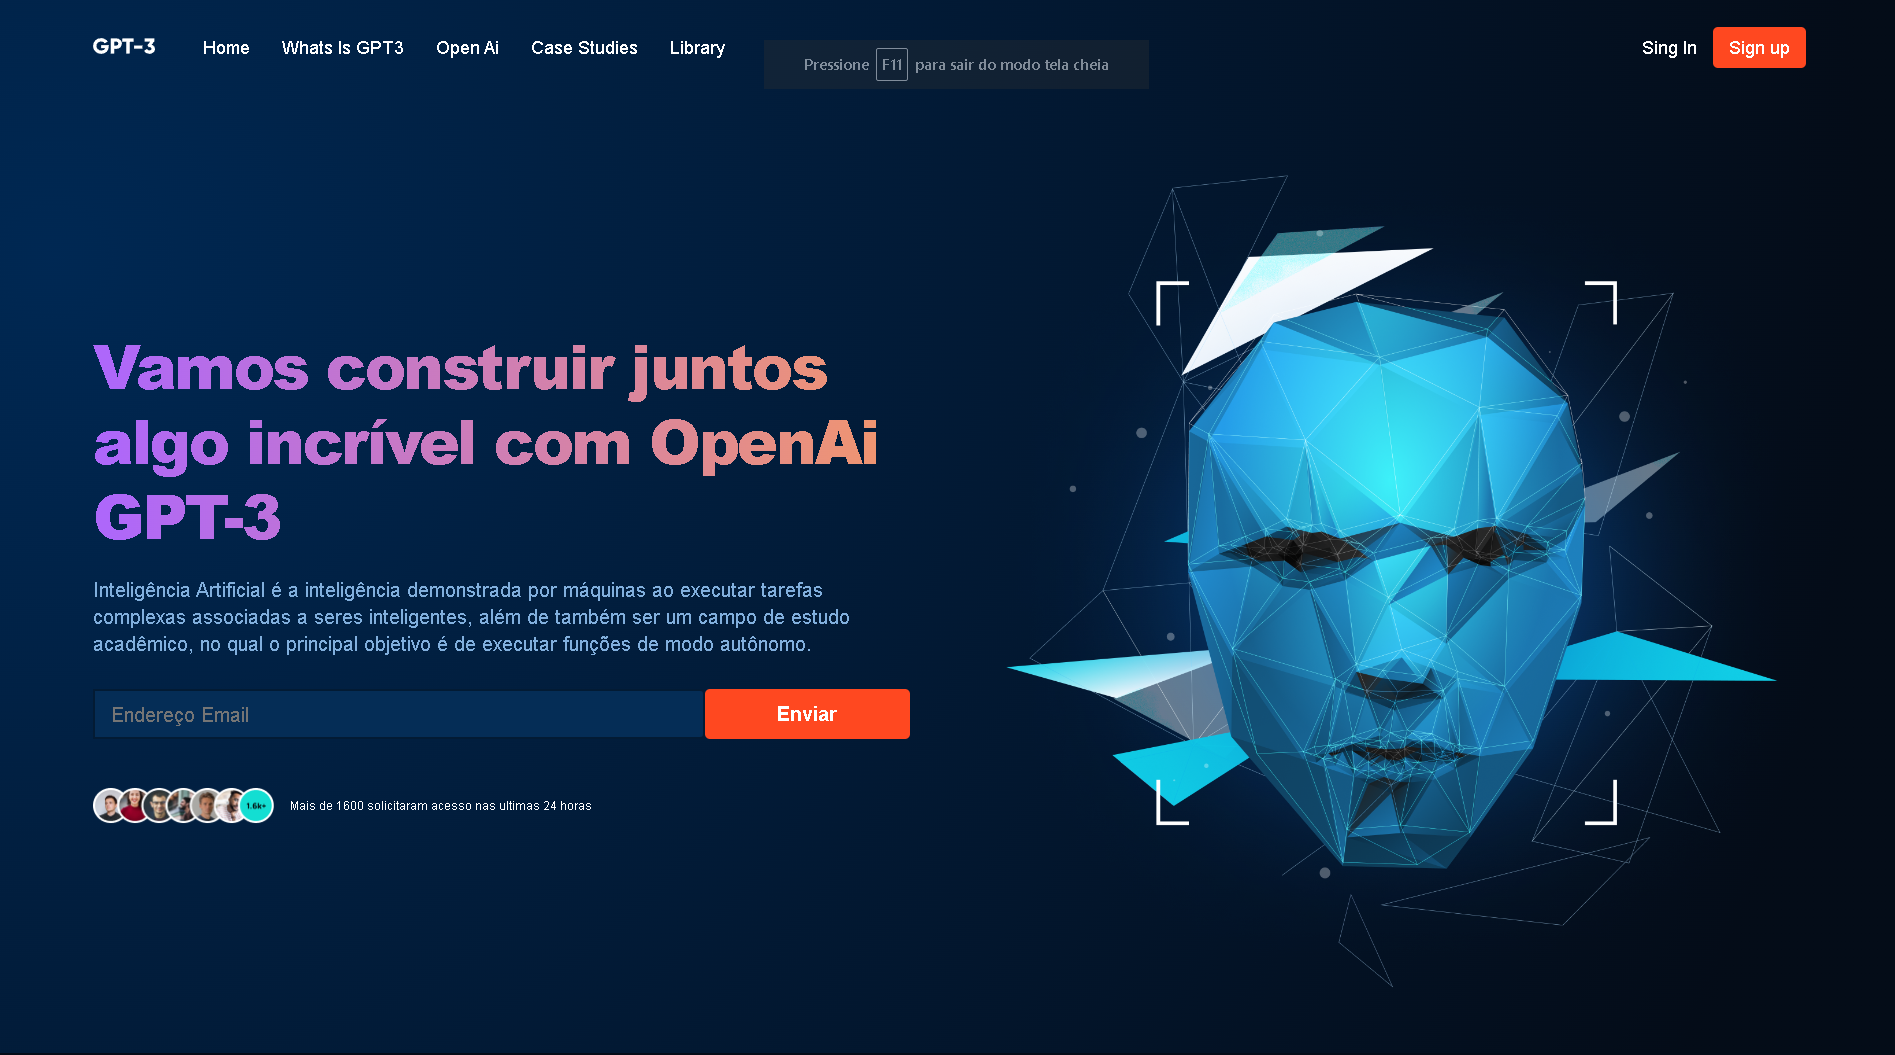 GPT-3
Home
Whats Is GPT3
Open Ai
Case Studies
Library
Pressione F11 para sair do modo tela cheia
Sing In
Sign up
Vamos construir juntos
algo incrível com OpenAi
GPT-3
Inteligência Artificial é a inteligência demonstrada por máquinas ao executar tarefas
complexas associadas a seres inteligentes, além de também ser um campo de estudo
acadêmico, no qual o principal objetivo é de executar funções de modo autônomo.
Endereço Email
Enviar
1.6k+
Mais de 1600 solicitaram acesso nas ultimas 24 horas